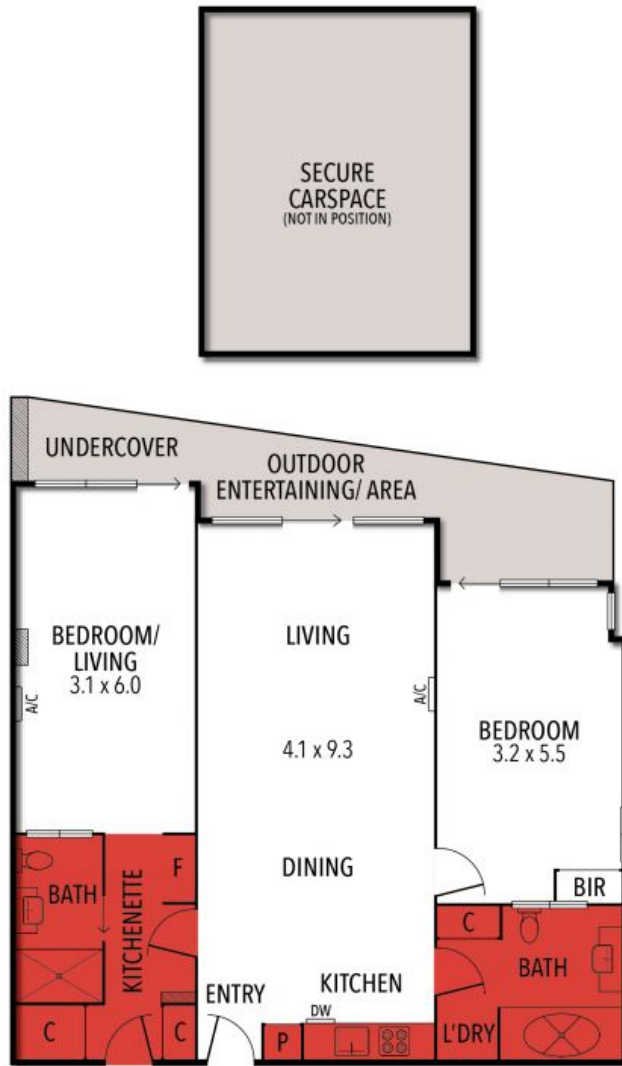 SECURE
CARSPACE
(NOT IN POSITION)
UNDERCOVER
OUTDOOR
ENTERTAINING/ AREA
BEDROOM/
LIVING
3.1 x 6.0
A/C
LIVING
4.1 x 9.3
A/C
BEDROOM
3.2 x 5.5
DINING
BIR
BATH
KITCHENETTE
F
C
C
ENTRY
KITCHEN
DW
P
C
BATH
L'DRY